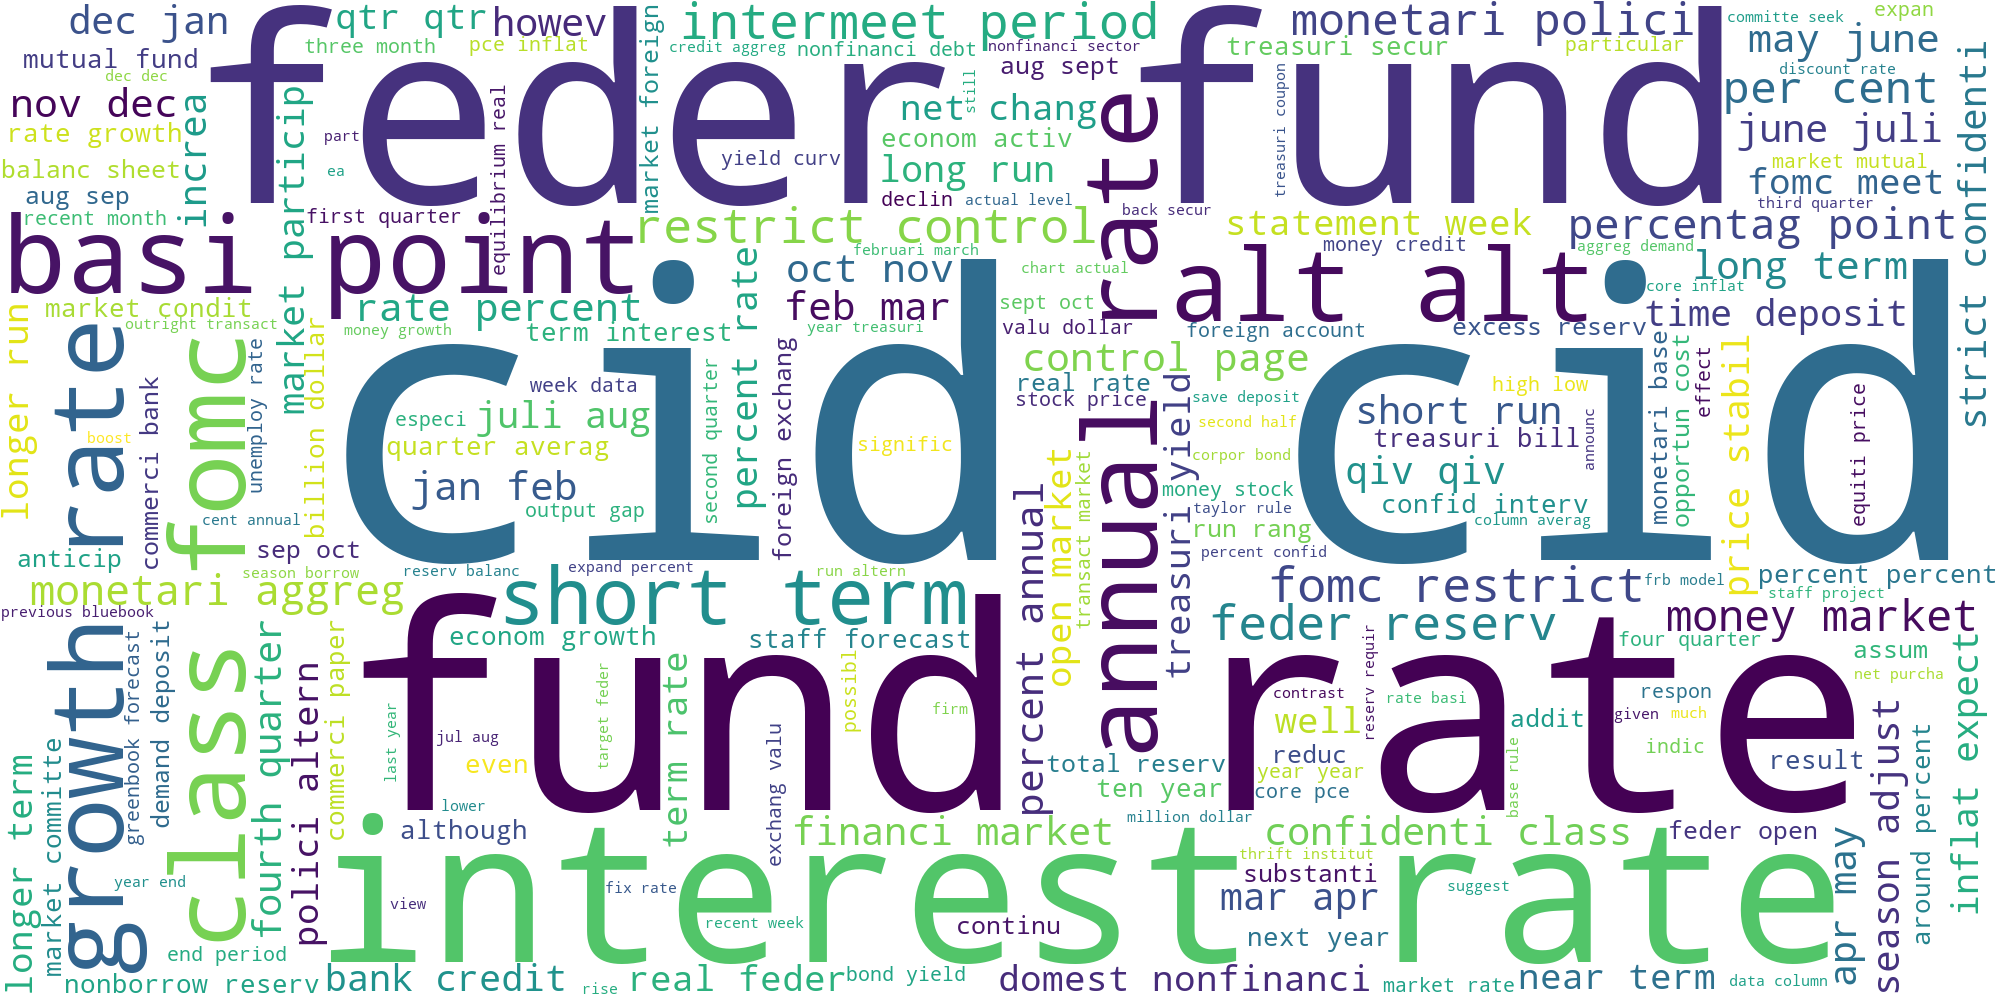 dec jan
qtr qtr
howev
intermeet period
monetari polici
committe seek
expan
mutual fund
three month
pce inflat
market foreign
credit aggreg
nonfinanci debt
nonfinanci sector
treasuri secur
particular
may june
dec dec
feder fund
aug sept
still
discount rate
strict confidenti
nov dec
increa
market particip
net chang
treasuri coupon
per cent
rate growth
part
equilibrium real
econom activ
june juli
balanc sheet
ea
yield curv
long run
market mutual
aug sep
declin
actual level
fomc meet
recent month
first quarter
restrict control
back secur
statement week
third quarter
percentag point
basi point
februari march
money credit
aggreg demand
oct nov
chart actual
annual rate
alt alt
long term
longer run
market condit
rate percent
feb mar
sept oct
core inflat
time deposit
outright transact
money growth
term interest
percent rate
year treasuri
valu dollar
foreign account
excess reserv
growth rate
fomc class
billion dollar
cid cid
control page
price stabil
commerci bank
unemploy rate
week data
foreign exchang
real rate
stock price
treasuri yield
save deposit
high low
monetari base
opportun cost
effect
equiti price
especi
juli aug
second quarter
short run
boost
quarter averag
signific
second half
treasuri bill
announc
jan feb
corpor bond
qiv qiv
cent annual
output gap
percent annual
open market
transact market
money stock
taylor rule
confid interv
column averag
anticip
sep oct
run rang
percent confid
monetari aggreg
season borrow
reserv balanc
expand percent
run altern
short term
fomc restrict
frb model
percent percent
staff project
previous bluebook
feder reserv
money market
fourth quarter
polici altern
commerci paper
greenbook forecast
demand deposit
econom growth
staff forecast
four quarter
assum
inflat expect
fund rate
target feder
term rate
possibl
reserv requir
net purcha
last year
firm
contrast
rate basi
respon
jul aug
well
addit
given
much
season adjust
around percent
longer term
market committe
even
exchang valu
total reserv
reduc
year year
base rule
indic
result
lower
ten year
core pce
although
million dollar
financi market
confidenti class
feder open
apr may
interest rate
thrift institut
year end
fix rate
substanti
suggest
view
mar apr
recent week
continu
next year
end period
nonborrow reserv
bank credit
rise
real feder
bond yield
domest nonfinanci
market rate
near term
data column